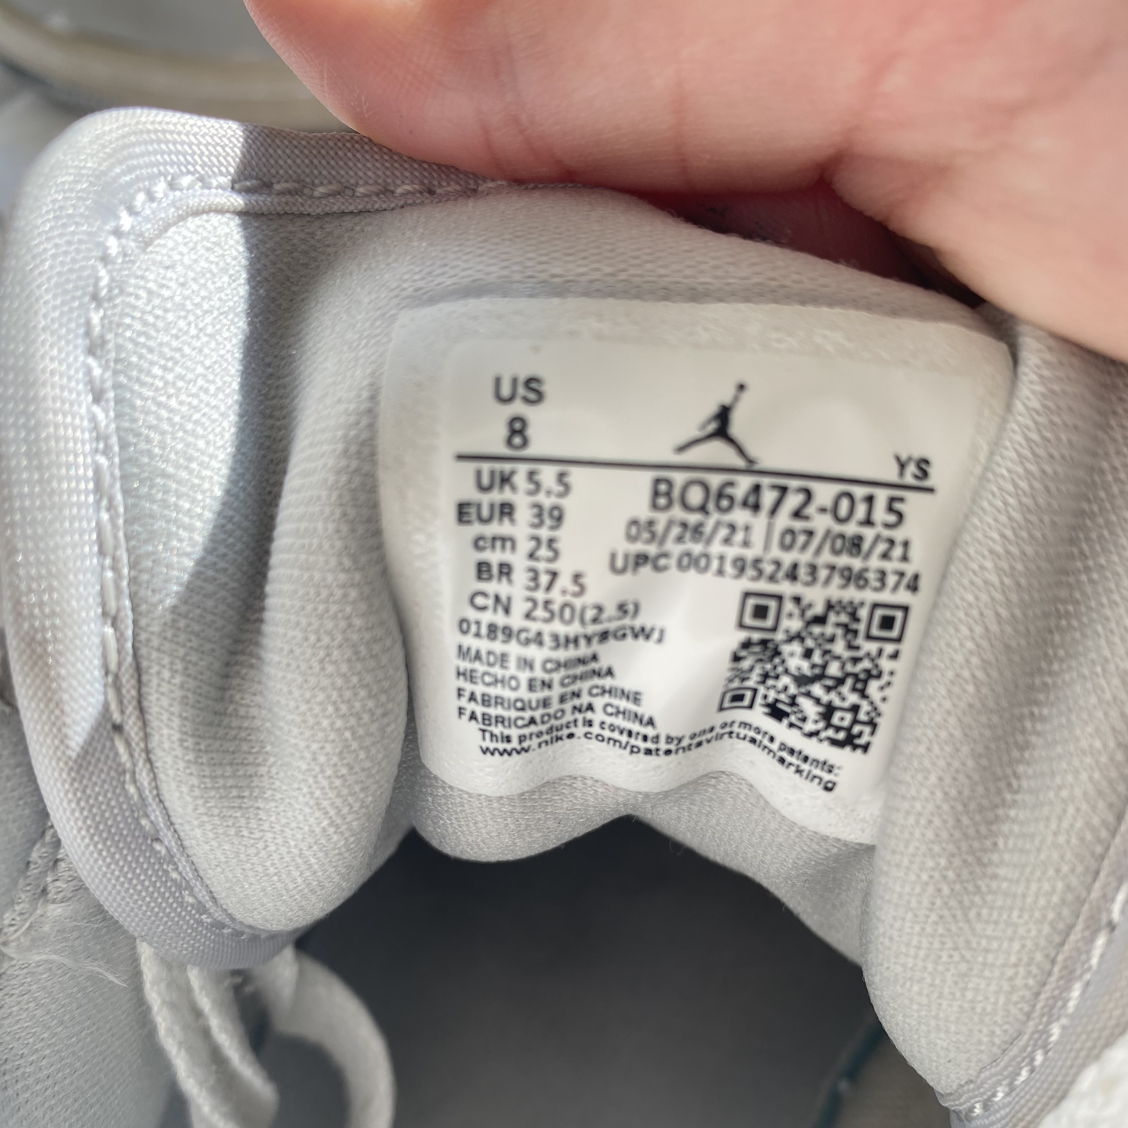 US
8
YS
UK 5.5
EUR 39
cm 25
BR 37.5
CN 250(2.5)
BQ6472-015
05/26/21 | 07/08/21
UPC 00195243796374
MADE IN CHINA
HECHO EN CHINA
FABRIQUE EN CHINE
FABRICADO NA CHINA
This product is covered by one or more patents:
www.nike.com/patentsvirtualmarking